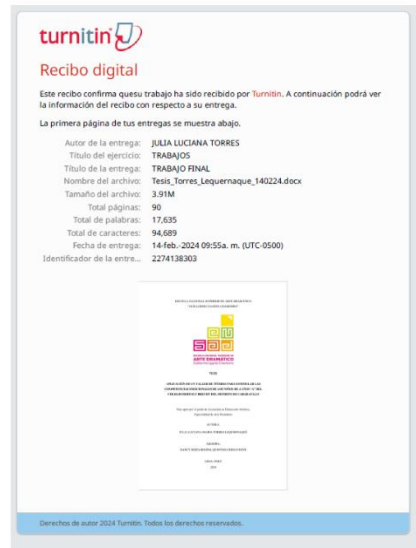 turnitin
Recibo digital
Este recibo confirma quesu trabajo ha sido recibido por Turnitin. A continuación podrá ver
la información del recibo con respecto a su entrega.
La primera página de tus entregas se muestra abajo.
Autor de la entrega: JULIA LUCIANA TORRES
Título del ejercicio: TRABAJOS
Título de la entrega: TRABAJO FINAL
Nombre del archivo: Tesis_Torres_Lequernaque_140224.docx
Tamaño del archivo: 3.91M
Total páginas: 90
Total de palabras: 17,635
Total de caracteres: 94,689
Fecha de entrega: 14-feb.-2024 09:55a. m. (UTC-0500)
Identificador de la entre... 2274138303
ARTE DRAMÁTICO
TESIS
Derechos de autor 2024 Turnitin. Todos los derechos reservados.